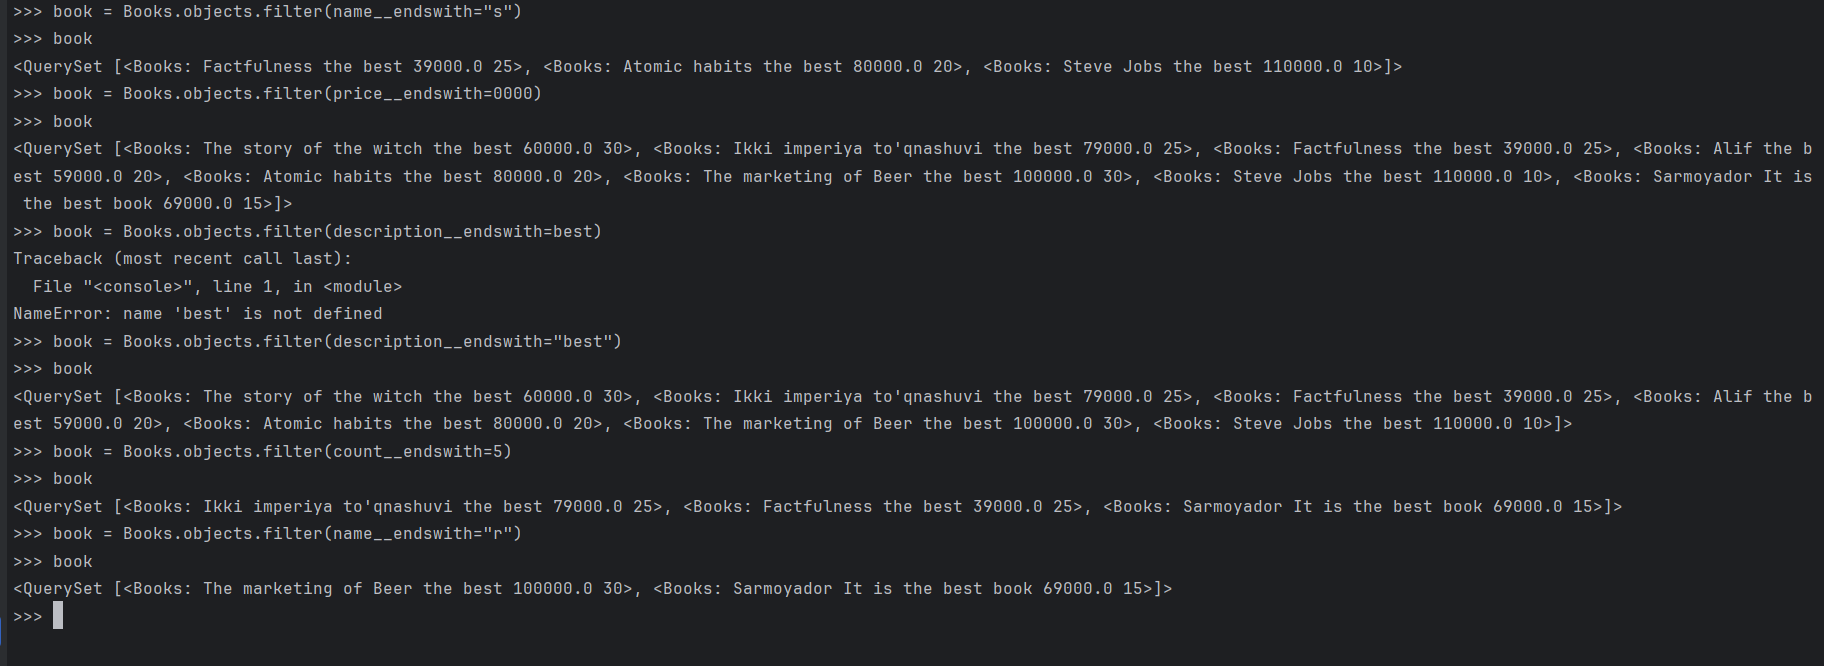 >>> book = Books.objects.filter(name__endswith="s")
>>> book
<QuerySet [<Books: Factfulness the best 39000.0 25>, <Books: Atomic habits the best 80000.0 20>, <Books: Steve Jobs the best 110000.0 10>]>
>>> book = Books.objects.filter(price__endswith=0000)
>>> book
<QuerySet [<Books: The story of the witch the best 60000.0 30>, <Books: Ikki imperiya to'qnashuvi the best 79000.0 25>, <Books: Factfulness the best 39000.0 25>, <Books: Alif the b
est 59000.0 20>, <Books: Atomic habits the best 80000.0 20>, <Books: The marketing of Beer the best 100000.0 30>, <Books: Steve Jobs the best 110000.0 10>, <Books: Sarmoyador It is
 the best book 69000.0 15>]>
>>> book = Books.objects.filter(description__endswith=best)
Traceback (most recent call last):
  File "<console>", line 1, in <module>
NameError: name 'best' is not defined
>>> book = Books.objects.filter(description__endswith="best")
>>> book
<QuerySet [<Books: The story of the witch the best 60000.0 30>, <Books: Ikki imperiya to'qnashuvi the best 79000.0 25>, <Books: Factfulness the best 39000.0 25>, <Books: Alif the b
est 59000.0 20>, <Books: Atomic habits the best 80000.0 20>, <Books: The marketing of Beer the best 100000.0 30>, <Books: Steve Jobs the best 110000.0 10>]>
>>> book = Books.objects.filter(count__endswith=5)
>>> book
<QuerySet [<Books: Ikki imperiya to'qnashuvi the best 79000.0 25>, <Books: Factfulness the best 39000.0 25>, <Books: Sarmoyador It is the best book 69000.0 15>]>
>>> book = Books.objects.filter(name__endswith="r")
>>> book
<QuerySet [<Books: The marketing of Beer the best 100000.0 30>, <Books: Sarmoyador It is the best book 69000.0 15>]>
>>>